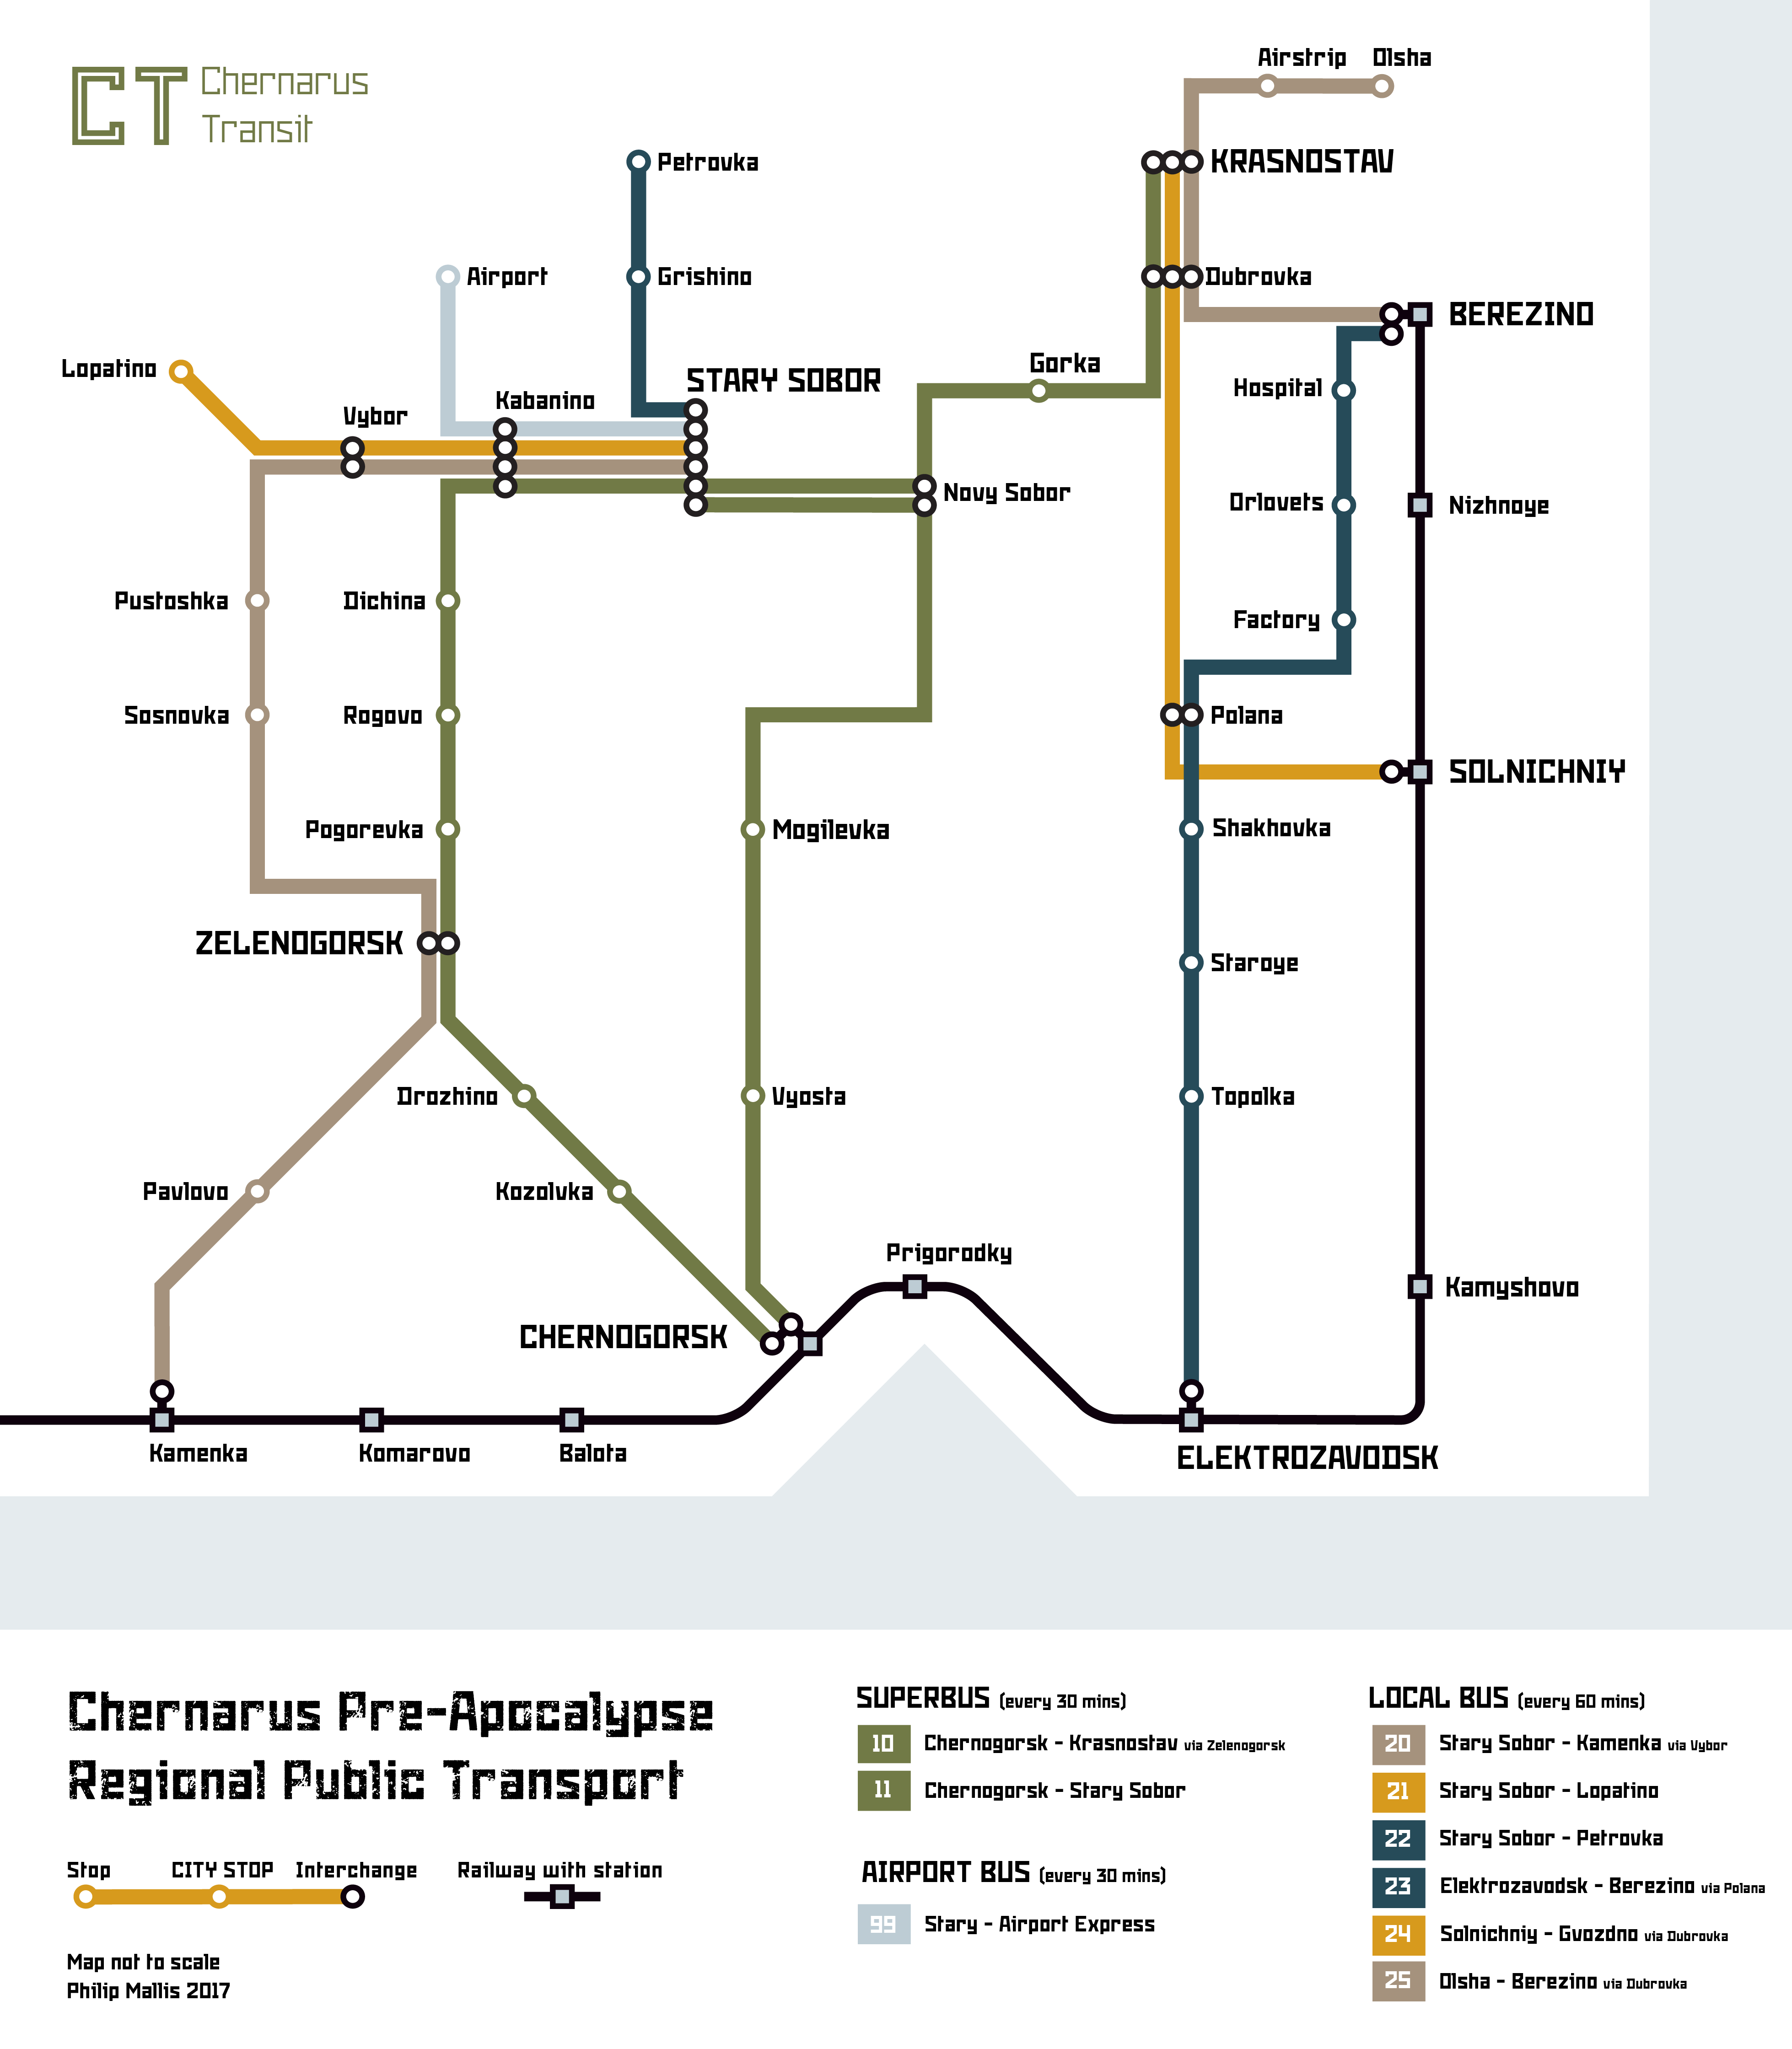 CT Chernarus
Transit
Airstrip
Olsha
Petrovka
KRASNOSTAV
Airport
Grishino
Dubrovka
BEREZINO
Lopatino
Gorka
STARY SOBOR
Hospital
Kabanino
Vybor
Novy Sobor
Orlovets
Nizhnoye
Pustoshka
Dichina
Factory
Sosnovka
Rogovo
Polana
SOLNICHNIY
Pogorevka
Mogilevka
Shakhovka
ZELENOGORSK
Staroye
Drozhino
Vyosta
Topolka
Pavlovo
Kozolvka
Prigorodky
Kamyshovo
CHERNOGORSK
Kamenka
Komarovo
Balota
ELEKTROZAVODSK
Chernarus Pre-Apocalypse
Regional Public Transport
Stop
CITY STOP
Interchange
Railway with station
Map not to scale
Philip Mallis 2017
SUPERBUS (every 30 mins)
10 Chernogorsk - Krasnostav via Zelenogorsk
11 Chernogorsk - Stary Sobor
AIRPORT BUS (every 30 mins)
99 Stary - Airport Express
LOCAL BUS (every 60 mins)
20 Stary Sobor - Kamenka via Vybor
21 Stary Sobor - Lopatino
22 Stary Sobor - Petrovka
23 Elektrozavodsk - Berezino via Polana
24 Solnichniy - Gvozdno via Dubrovka
25 Olsha - Berezino via Dubrovka